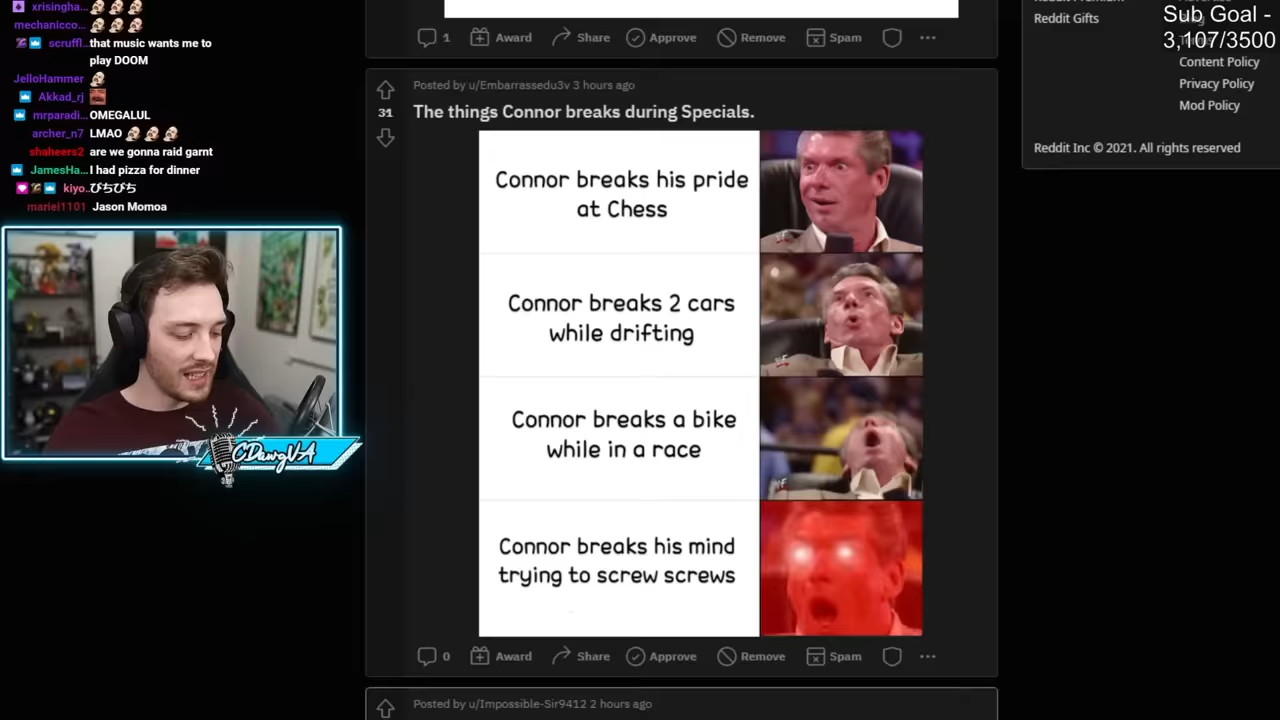 xrisingha...
mechanicco...
scruffl... that music wants me to
play DOOM
JelloHammer
Akkad_rj
mrparadi... OMEGALUL
archer_n7 LMAO
shaheers2 are we gonna raid garnt
JamesHa... I had pizza for dinner
kiyo.. ぴちぴち
mariel1101 Jason Momoa
CDawgVA
1 Award Share Approve Remove Spam
Posted by u/Embarrassedu3v 3 hours ago
31
The things Connor breaks during Specials.
Connor breaks his pride
at Chess
Connor breaks 2 cars
while drifting
Connor breaks a bike
while in a race
Connor breaks his mind
trying to screw screws
0 Award Share Approve Remove Spam
Posted by u/Impossible-Sir9412 2 hours ago
Sub Goal -
3,107/3500
Reddit Gifts
Terms
Content Policy
Privacy Policy
Mod Policy
Reddit Inc © 2021. All rights reserved